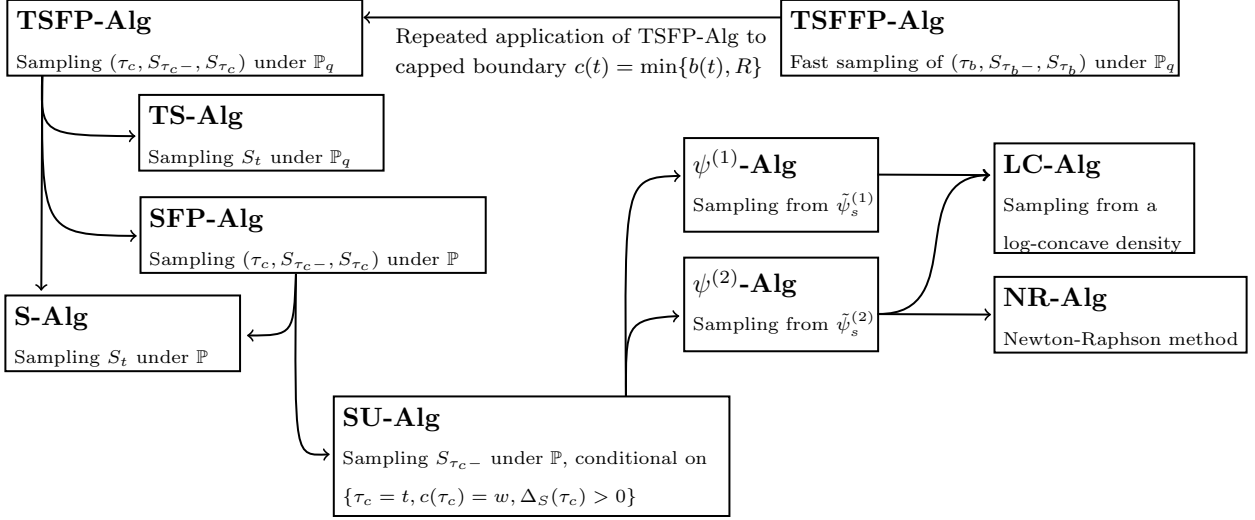 TSFP-Alg
Sampling (τ_c, S_{τ_c−}, S_{τ_c}) under ℙ_q
Repeated application of TSFP-Alg to
capped boundary c(t) = min{b(t), R}
TSFFP-Alg
Fast sampling of (τ_b, S_{τ_b−}, S_{τ_b}) under ℙ_q
TS-Alg
Sampling S_t under ℙ_q
SFP-Alg
Sampling (τ_c, S_{τ_c−}, S_{τ_c}) under ℙ
S-Alg
Sampling S_t under ℙ
SU-Alg
Sampling S_{τ_c−} under ℙ, conditional on
{τ_c = t, c(τ_c) = w, Δ_S(τ_c) > 0}
ψ^{(1)}-Alg
Sampling from ψ̃_s^{(1)}
ψ^{(2)}-Alg
Sampling from ψ̃_s^{(2)}
LC-Alg
Sampling from a
log-concave density
NR-Alg
Newton-Raphson method